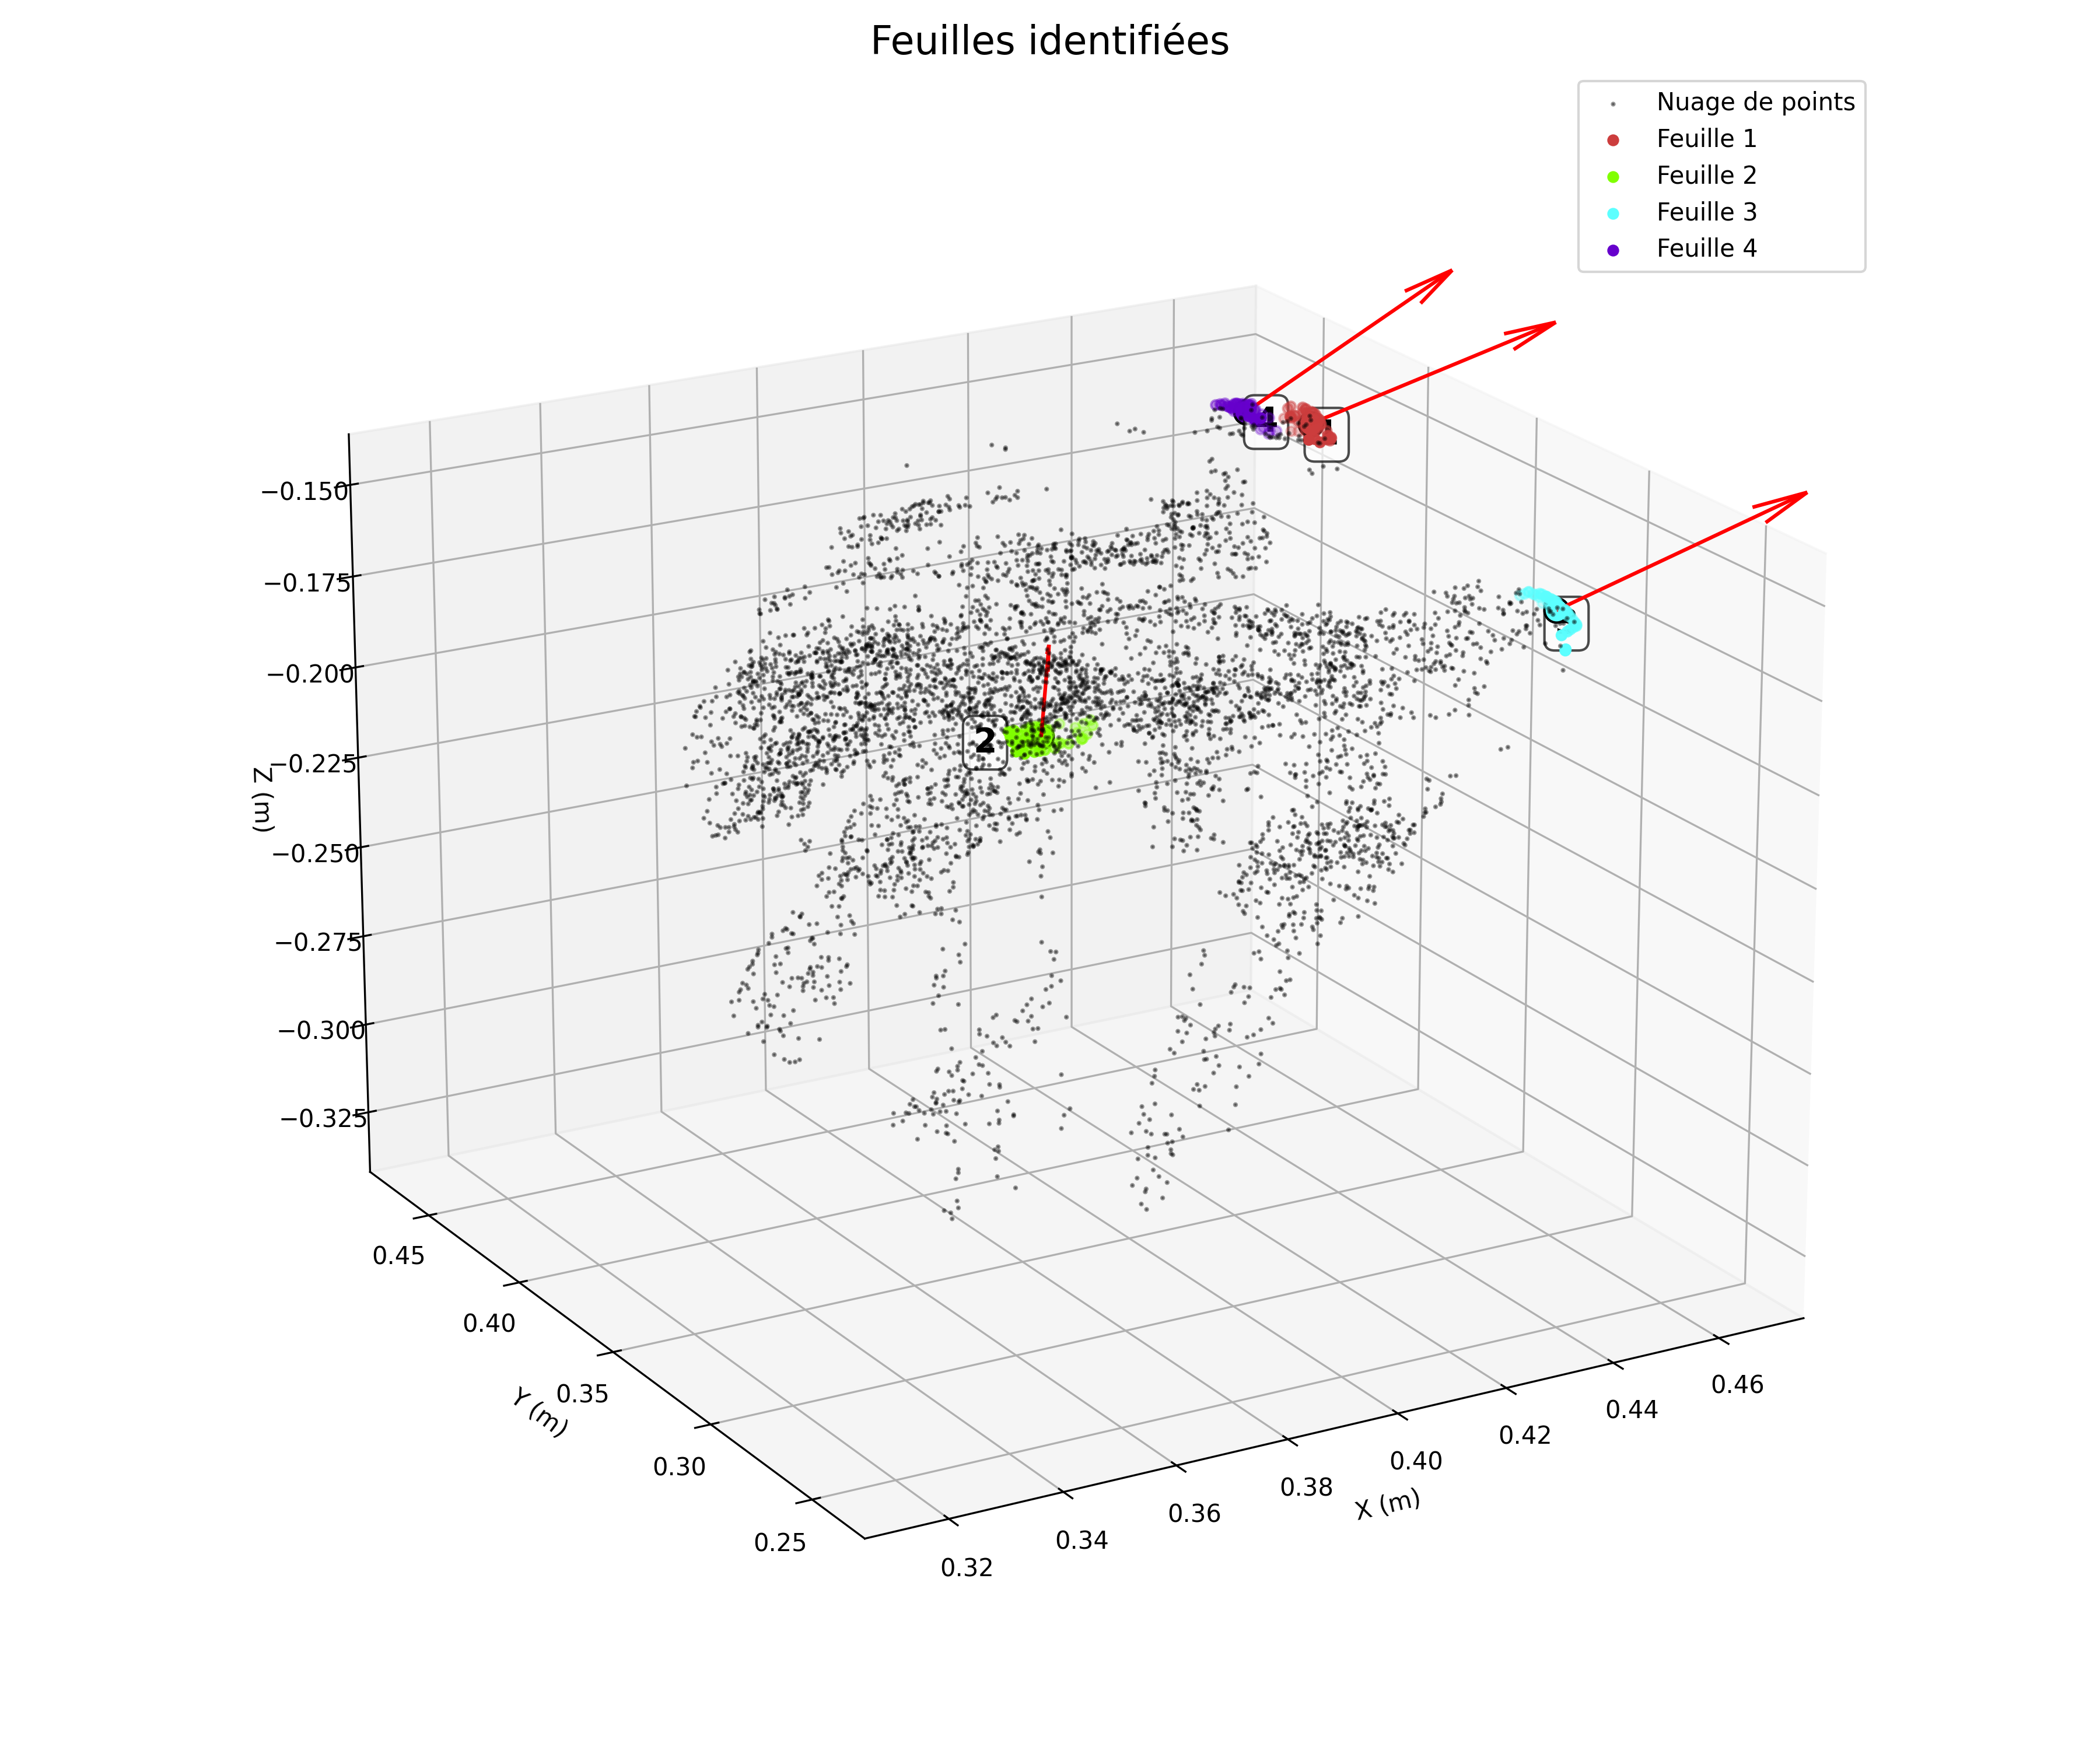 Feuilles identifiées
Nuage de points
Feuille 1
Feuille 2
Feuille 3
Feuille 4
4
2
−0.150
−0.175
−0.200
−0.225
−0.250
−0.275
−0.300
−0.325
Z (m)
0.45
0.40
0.35
0.30
0.25
Y (m)
0.32
0.34
0.36
0.38
0.40
0.42
0.44
0.46
X (m)